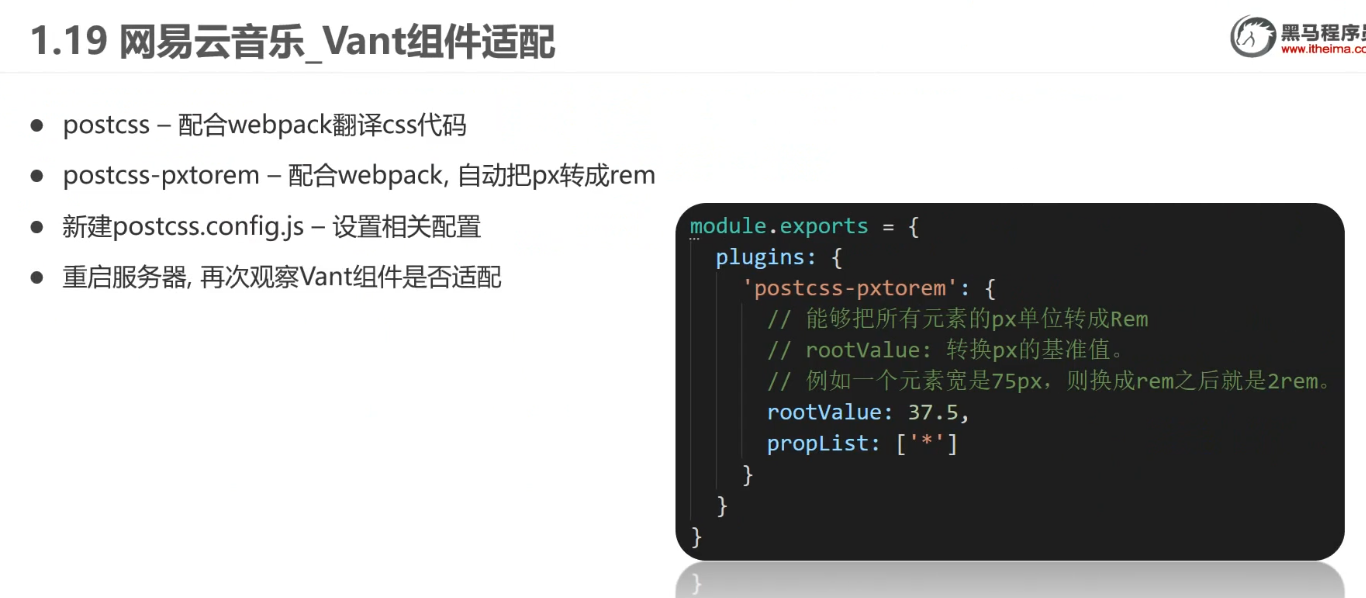 1.19 网易云音乐_Vant组件适配
黑马程序员
www.itheima.co
● postcss – 配合webpack翻译css代码
● postcss-pxtorem – 配合webpack, 自动把px转成rem
● 新建postcss.config.js – 设置相关配置
● 重启服务器, 再次观察Vant组件是否适配
module.exports = {
  plugins: {
    'postcss-pxtorem': {
      // 能够把所有元素的px单位转成Rem
      // rootValue: 转换px的基准值。
      // 例如一个元素宽是75px，则换成rem之后就是2rem。
      rootValue: 37.5,
      propList: ['*']
    }
  }
}